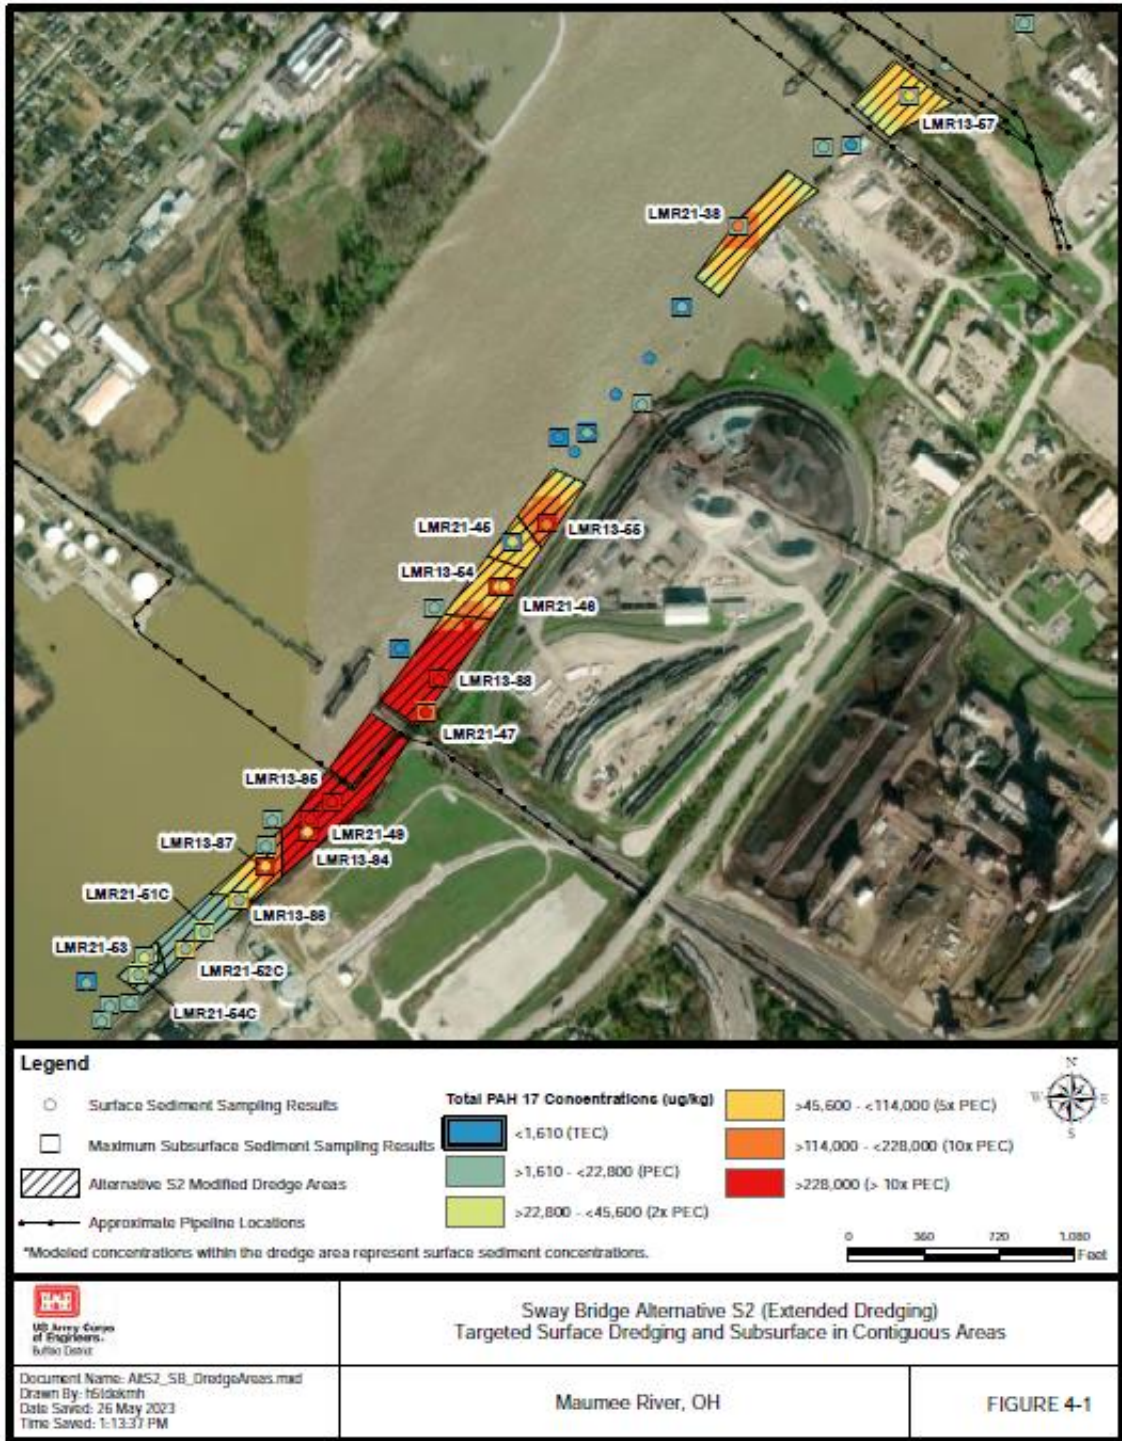 LMR13-57
LMR21-38
LMR21-45
LMR13-55
LMR13-54
LMR21-46
LMR13-88
LMR21-47
LMR13-95
LMR21-49
LMR13-87
LMR13-94
LMR21-51C
LMR13-86
LMR21-53
LMR21-52C
LMR21-54C
Legend
Surface Sediment Sampling Results
Maximum Subsurface Sediment Sampling Results
Alternative S2 Modified Dredge Areas
Approximate Pipeline Locations
*Modeled concentrations within the dredge area represent surface sediment concentrations.
Total PAH 17 Concentrations (ug/kg)
<1,610 (TEC)
>1,610 - <22,800 (PEC)
>22,800 - <45,600 (2x PEC)
>45,600 - <114,000 (5x PEC)
>114,000 - <228,000 (10x PEC)
>228,000 (> 10x PEC)
N
W E
S
0 360 720 1,080
Feet
US Army Corps
of Engineers.
Buffalo District
Sway Bridge Alternative S2 (Extended Dredging)
Targeted Surface Dredging and Subsurface in Contiguous Areas
Document Name: AltS2_SB_DredgeAreas.mxd
Drawn By:
Date Saved: 26 May 2023
Time Saved: 1:13:37 PM
Maumee River, OH
FIGURE 4-1